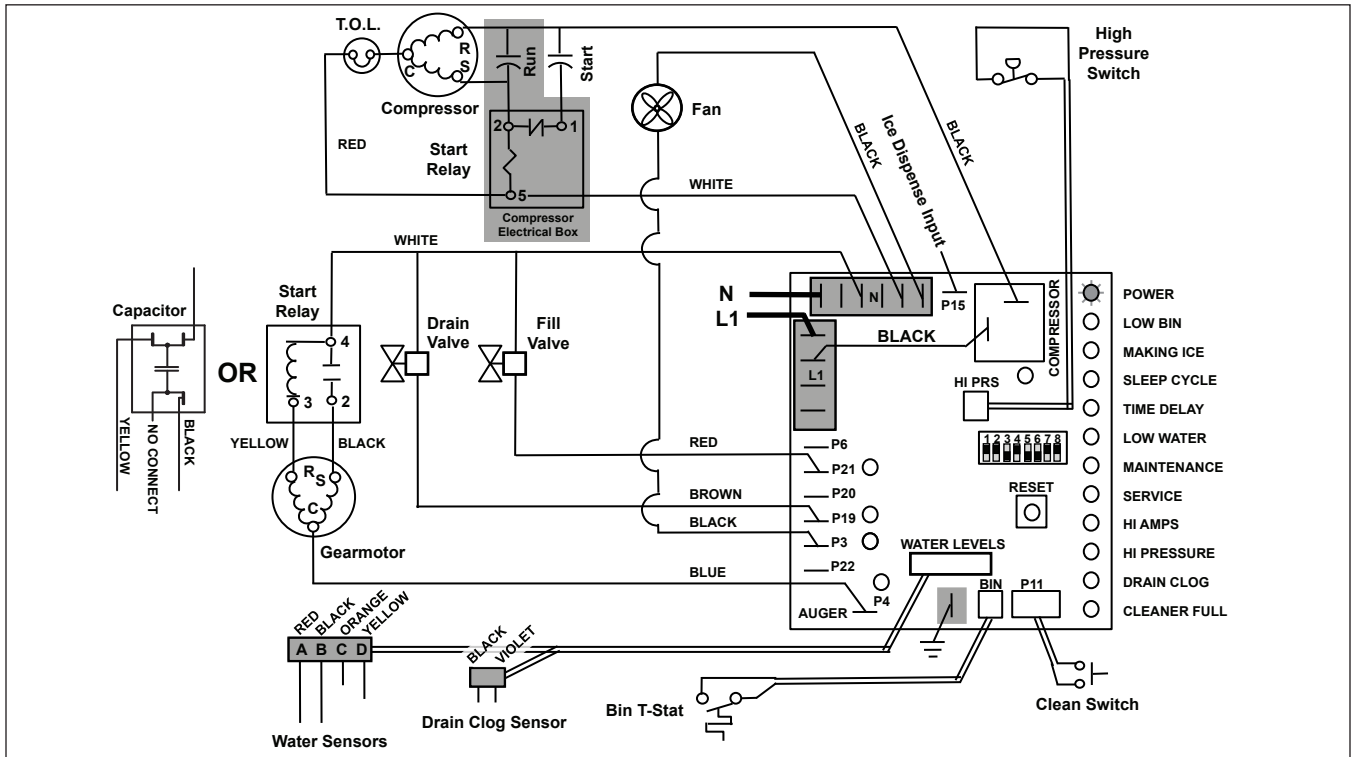 T.O.L.
R
S
C
Compressor
Run
Start
RED
2
1
Start
Relay
5
Compressor
Electrical Box
WHITE
Fan
BLACK
Ice Dispense Input
BLACK
High
Pressure
Switch
WHITE
Capacitor
YELLOW
NO CONNECT
BLACK
OR
Start
Relay
4
3
2
YELLOW
BLACK
R
S
C
Gearmotor
Drain
Valve
Fill
Valve
N
L1
N
P15
L1
BLACK
COMPRESSOR
HI PRS
1 2 3 4 5 6 7 8
RESET
RED
P6
P21
P20
BROWN
P19
BLACK
P3
P22
BLUE
P4
AUGER
WATER LEVELS
BIN
P11
POWER
LOW BIN
MAKING ICE
SLEEP CYCLE
TIME DELAY
LOW WATER
MAINTENANCE
SERVICE
HI AMPS
HI PRESSURE
DRAIN CLOG
CLEANER FULL
RED
BLACK
ORANGE
YELLOW
A B C D
Water Sensors
BLACK
VIOLET
Drain Clog Sensor
Bin T-Stat
Clean Switch